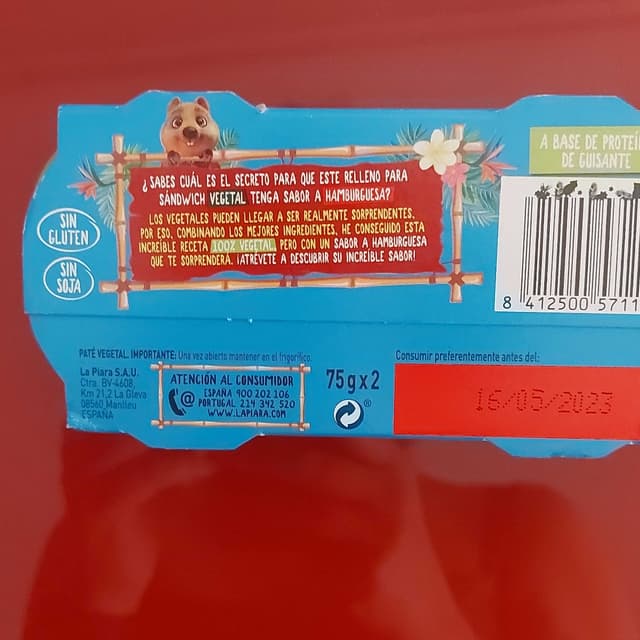 ¿SABES CUÁL ES EL SECRETO PARA QUE ESTE RELLENO PARA
SÁNDWICH VEGETAL TENGA SABOR A HAMBURGUESA?
LOS VEGETALES PUEDEN LLEGAR A SER REALMENTE SORPRENDENTES.
POR ESO, COMBINANDO LOS MEJORES INGREDIENTES, HE CONSEGUIDO ESTA
INCREÍBLE RECETA 100% VEGETAL, PERO CON UN SABOR A HAMBURGUESA
QUE TE SORPRENDERÁ. ¡ATRÉVETE A DESCUBRIR SU INCREÍBLE SABOR!
SIN
GLUTEN
SIN
SOJA
A BASE DE PROTEI
DE GUISANTE
8 412500 5711
PATÉ VEGETAL. IMPORTANTE: Una vez abierto mantener en el frigorífico.
La Piara S.A.U.
Ctra. BV-4608,
Km 21,2 La Gleva
08560 Manlleu
ESPAÑA
ATENCIÓN AL CONSUMIDOR
@
ESPAÑA 900 202 106
PORTUGAL 214 342 520
WWW.LAPIARA.COM
75 g x 2
®
Consumir preferentemente antes del:
16/05/2023